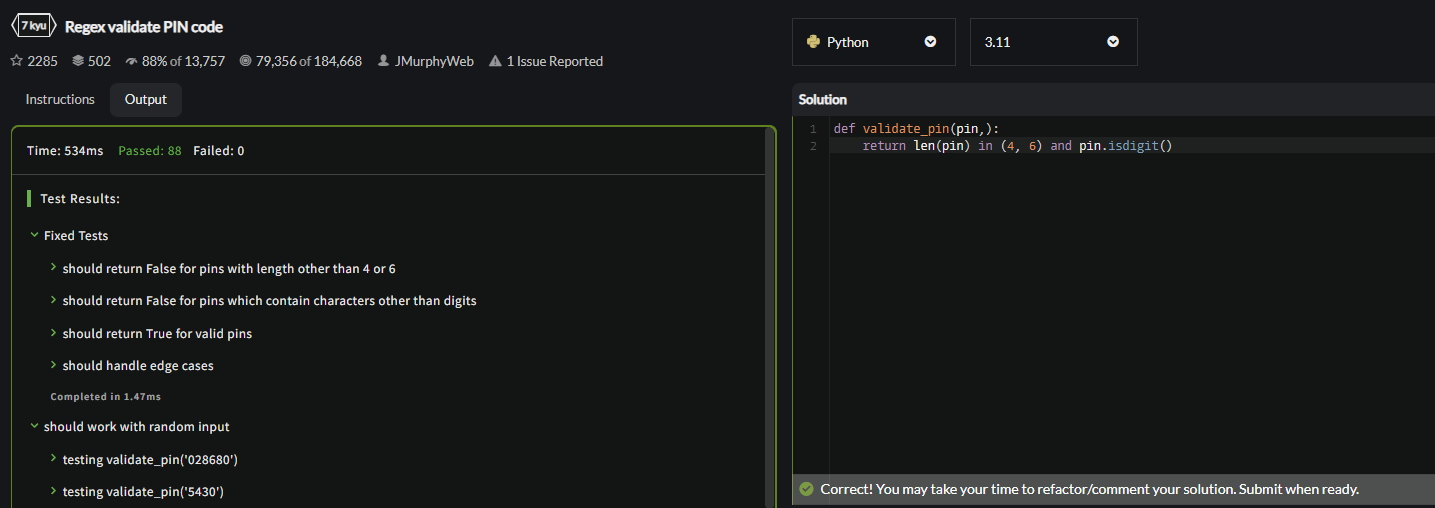 7 kyu Regex validate PIN code
2285 502 88% of 13,757 79,356 of 184,668 JMurphyWeb 1 Issue Reported
Instructions Output
Time: 534ms Passed: 88 Failed: 0
Test Results:
Fixed Tests
should return False for pins with length other than 4 or 6
should return False for pins which contain characters other than digits
should return True for valid pins
should handle edge cases
Completed in 1.47ms
should work with random input
testing validate_pin('028680')
testing validate_pin('5430')
Python 3.11
Solution
1 def validate_pin(pin,):
2 return len(pin) in (4, 6) and pin.isdigit()
Correct! You may take your time to refactor/comment your solution. Submit when ready.